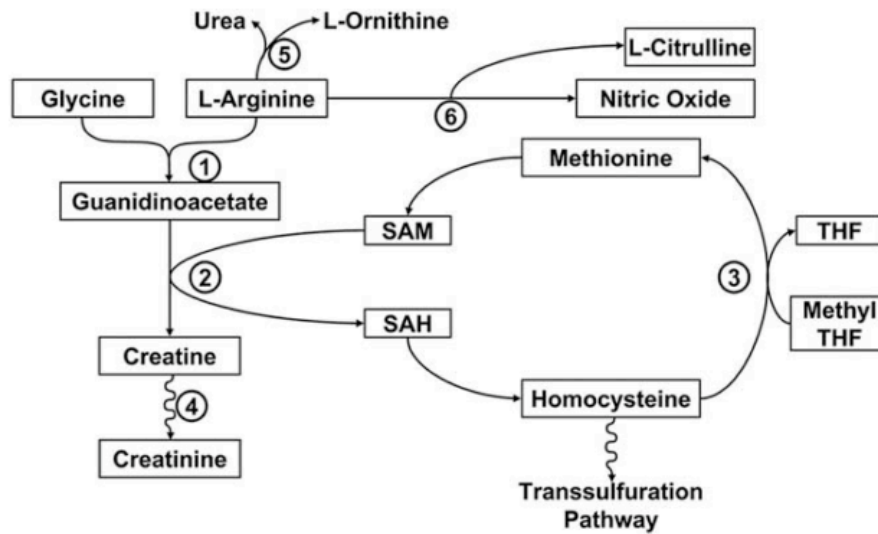 Urea
L-Ornithine
5
L-Citrulline
Glycine
L-Arginine
6
Nitric Oxide
1
Methionine
Guanidinoacetate
SAM
THF
2
3
SAH
Methyl
THF
Creatine
4
Homocysteine
Creatinine
Transsulfuration
Pathway